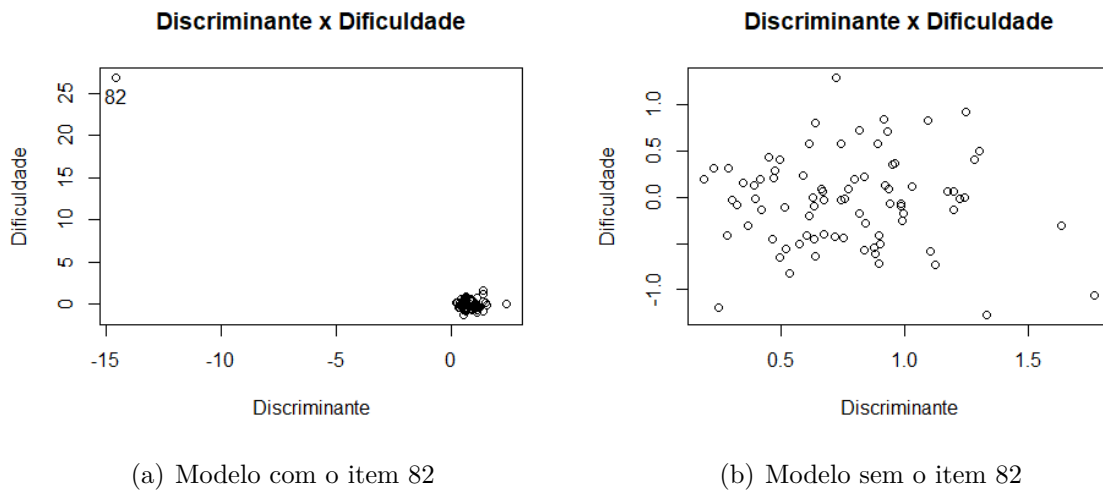 Discriminante x Dificuldade
Dificuldade
25
20
15
10
5
0
82
-15
-10
-5
0
Discriminante
(a) Modelo com o item 82
Discriminante x Dificuldade
Dificuldade
1.0
0.5
0.0
-1.0
0.5
1.0
1.5
Discriminante
(b) Modelo sem o item 82